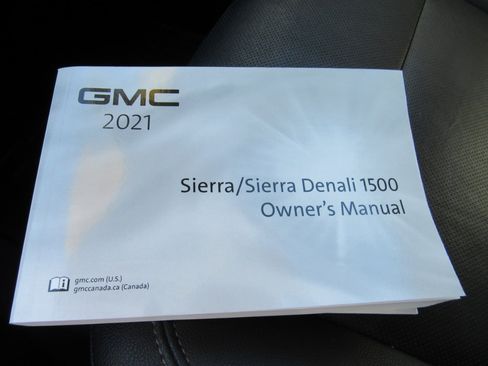 GMC
2021
Sierra/Sierra Denali 1500
Owner's Manual
gmc.com (U.S.)
gmccanada.ca (Canada)